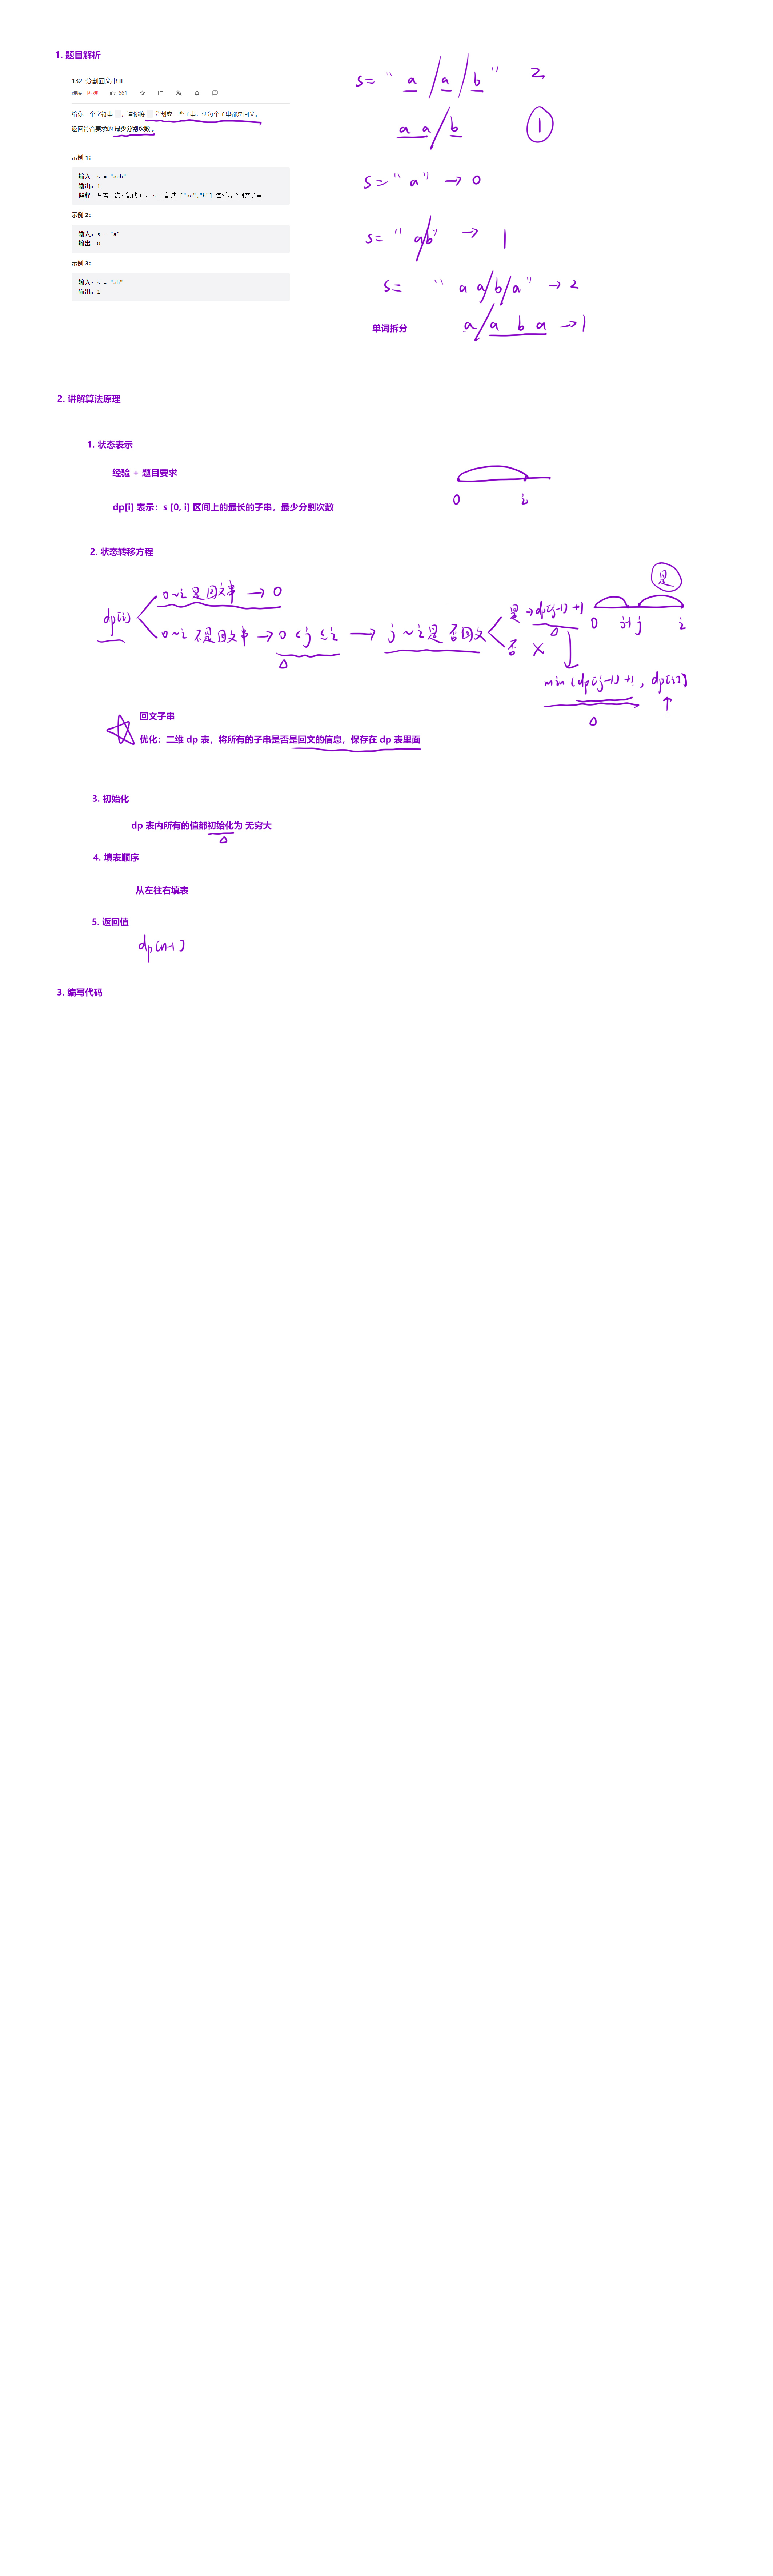 1. 题目解析
132. 分割回文串 II
难度 困难 661
给你一个字符串 s，请你将 s 分割成一些子串，使每个子串都是回文。
返回符合要求的 最少分割次数 。
示例 1：
输入：s = "aab"
输出：1
解释：只需一次分割就可将 s 分割成 ["aa","b"] 这样两个回文子串。
示例 2：
输入：s = "a"
输出：0
示例 3：
输入：s = "ab"
输出：1
s = " a / a / b " 2
a a / b 1
s = " a " → 0
s = " a/b " → 1
s = " a a / b / a " → 2
单词拆分
a / a b a → 1
2. 讲解算法原理
1. 状态表示
经验 + 题目要求
dp[i] 表示：s [0, i] 区间上的最长的子串，最少分割次数
0 i
2. 状态转移方程
dp[i]
0 ~ i 是回文串 → 0
0 ~ i 不是回文串 → 0 < j ≤ i → j ~ i 是否回文
是 → dp[j-1] + 1
否 ×
是
0 j-1 j i
min (dp[j-1] + 1, dp[i])
回文子串
优化：二维 dp 表，将所有的子串是否是回文的信息，保存在 dp 表里面
3. 初始化
dp 表内所有的值都初始化为 无穷大
4. 填表顺序
从左往右填表
5. 返回值
dp[n-1]
3. 编写代码